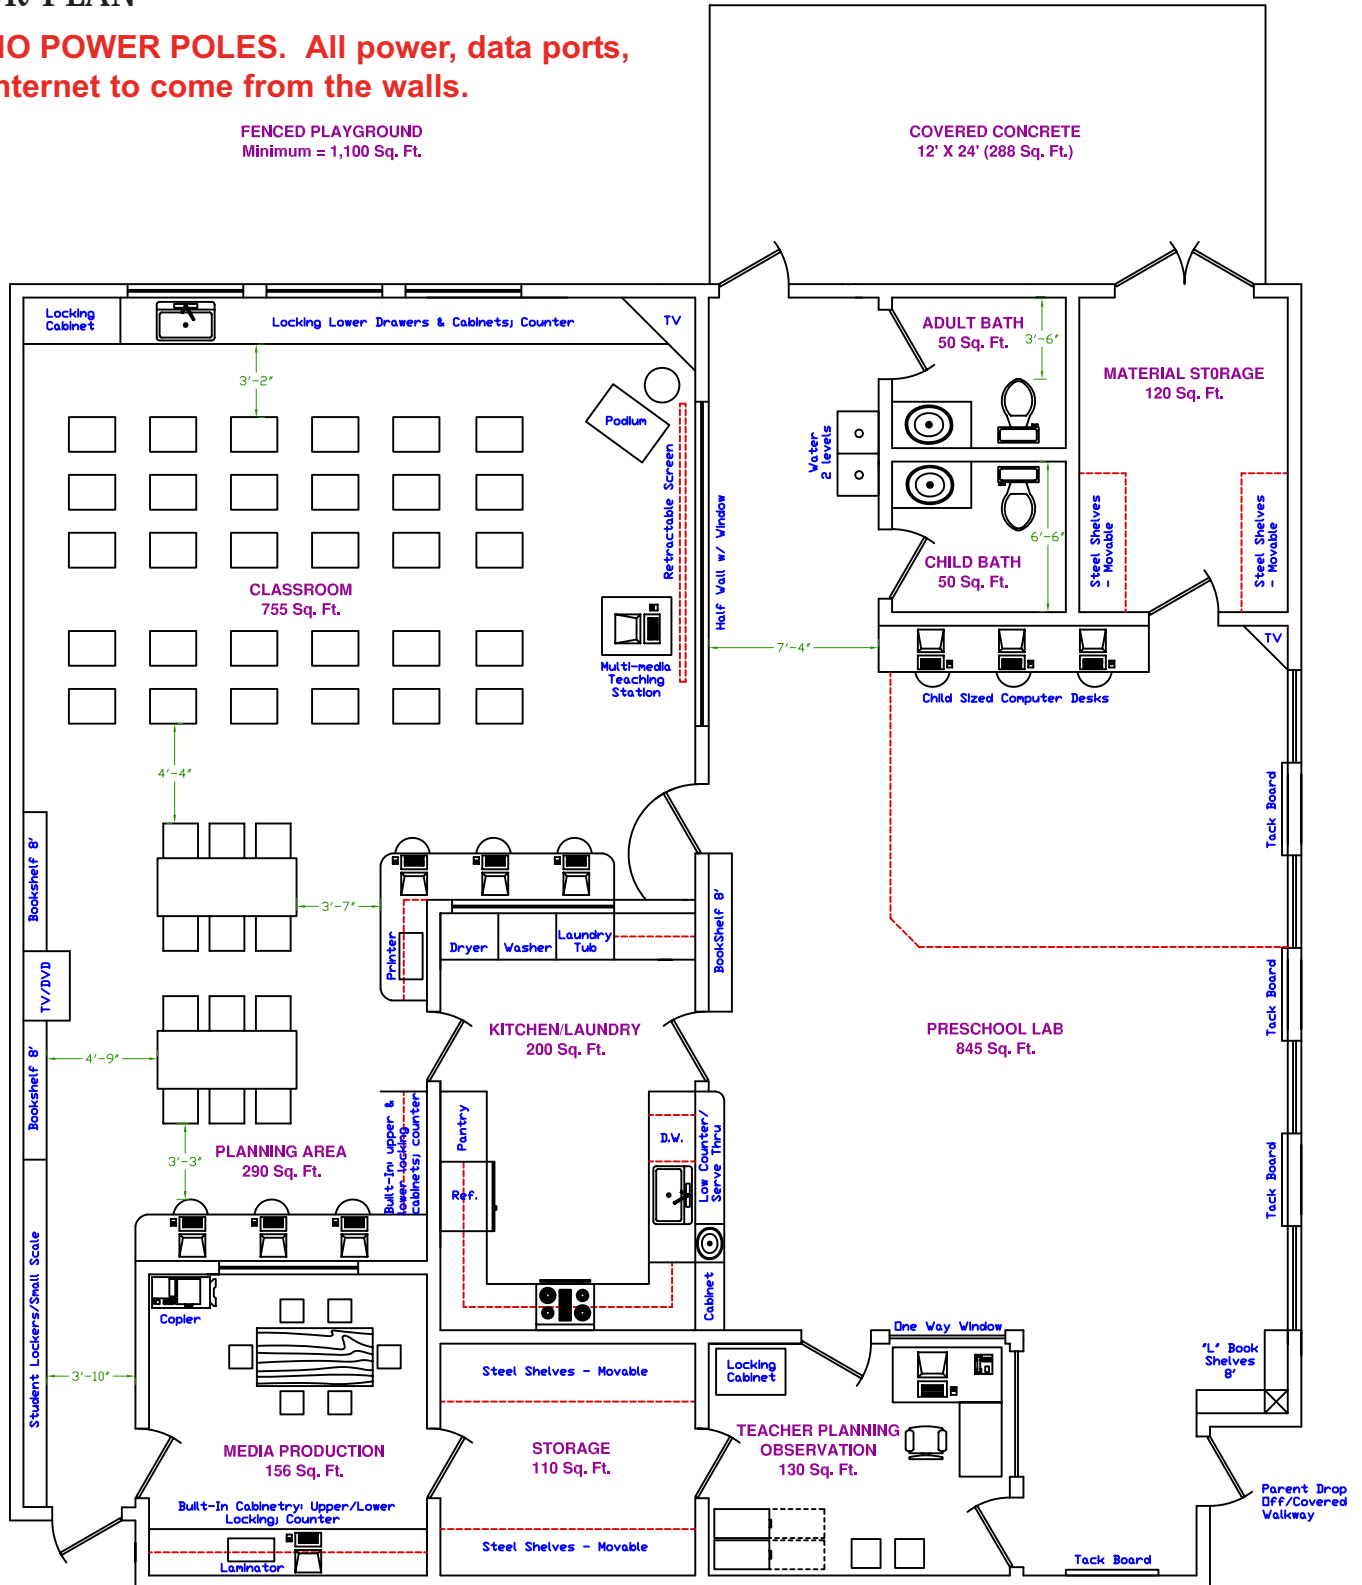 NO POWER POLES.  All power, data ports,
nternet to come from the walls.
FENCED PLAYGROUND
Minimum = 1,100 Sq. Ft.
COVERED CONCRETE
12' X 24' (288 Sq. Ft.)
Locking
Cabinet
Locking Lower Drawers & Cabinets; Counter
TV
ADULT BATH
50 Sq. Ft.
3'-6"
3'-2"
MATERIAL STORAGE
120 Sq. Ft.
Podium
Retractable Screen
Half Wall w/ Window
Water
2 levels
Steel Shelves
- Movable
Steel Shelves
- Movable
6'-6"
CHILD BATH
50 Sq. Ft.
CLASSROOM
755 Sq. Ft.
7'-4"
TV
Multi-media
Teaching
Station
Child Sized Computer Desks
4'-4"
Tack Board
Bookshelf 8'
3'-7"
Printer
Dryer
Washer
Laundry
Tub
BookShelf 8'
TV/DVD
Tack Board
KITCHEN/LAUNDRY
200 Sq. Ft.
PRESCHOOL LAB
845 Sq. Ft.
4'-9"
Bookshelf 8'
Built-In; upper &
lower locking
cabinets; counter
Pantry
D.W.
Low Counter/
Serve Thru
PLANNING AREA
290 Sq. Ft.
3'-3"
Ref.
Tack Board
Student Lockers/Small Scale
Copier
Cabinet
One Way Window
"L" Book
Shelves
8'
3'-10"
Steel Shelves - Movable
Locking
Cabinet
MEDIA PRODUCTION
156 Sq. Ft.
STORAGE
110 Sq. Ft.
TEACHER PLANNING
OBSERVATION
130 Sq. Ft.
Built-In Cabinetry; Upper/Lower
Locking; Counter
Parent Drop
Off/Covered
Walkway
Laminator
Steel Shelves - Movable
Tack Board